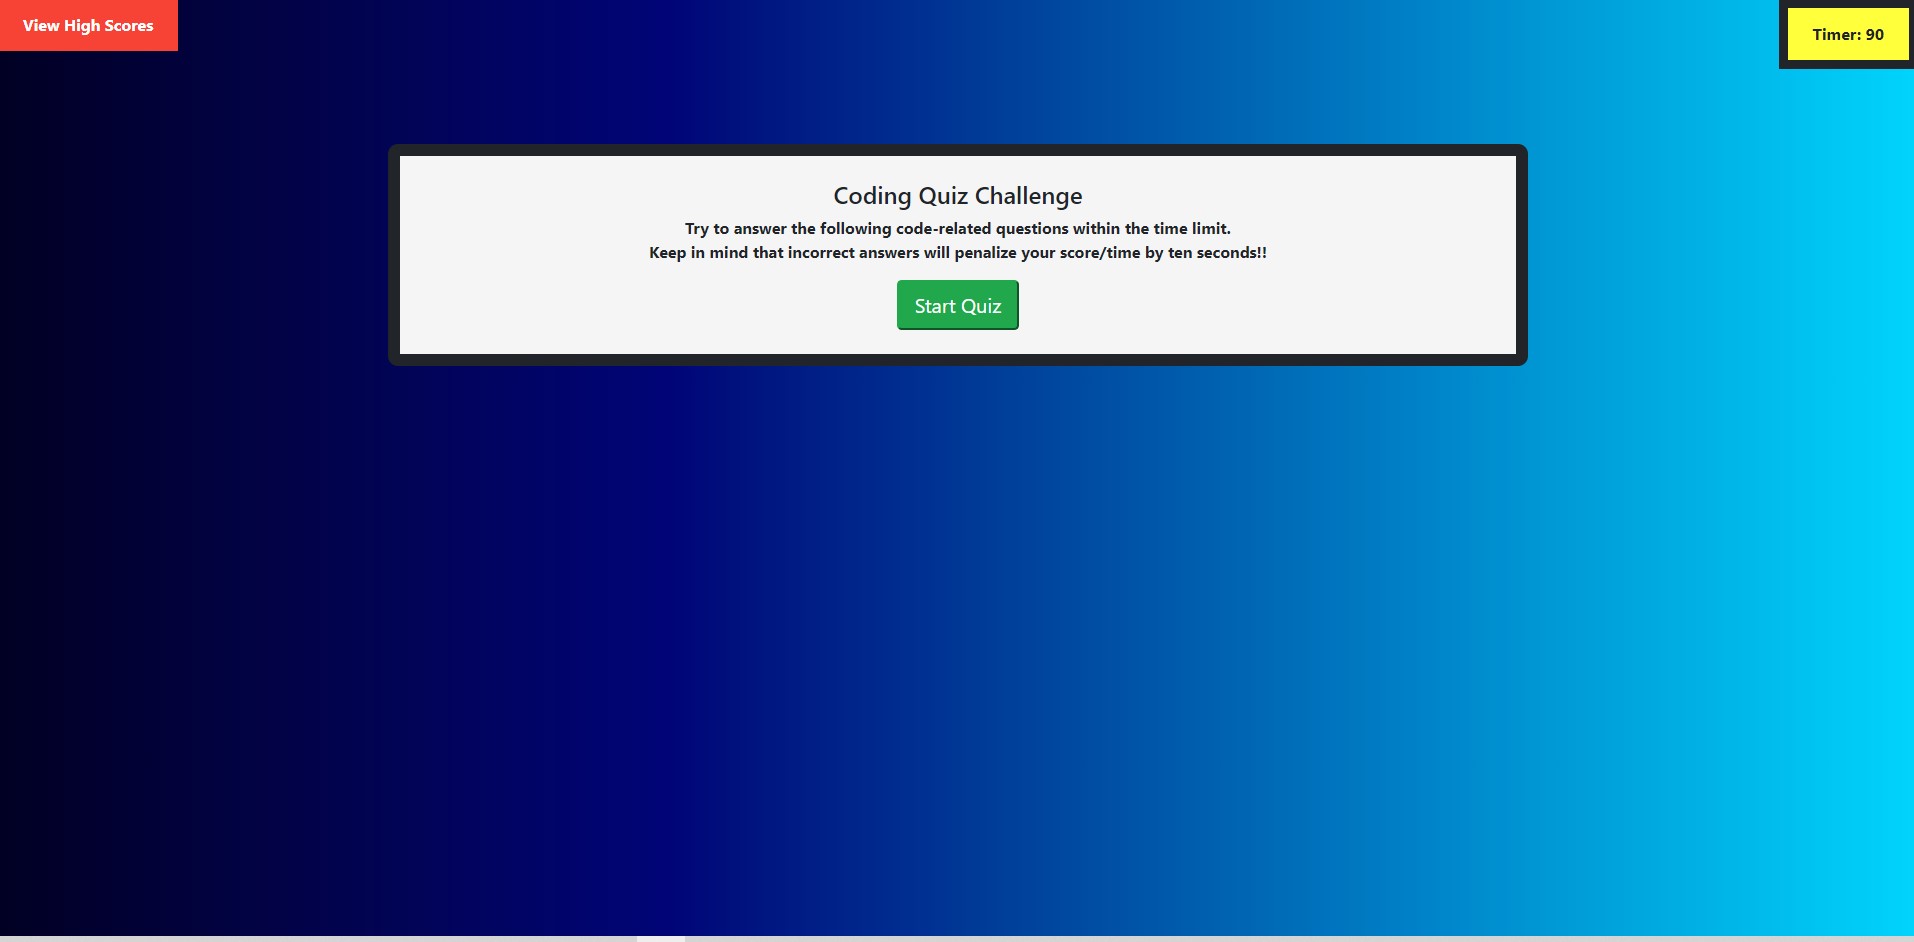 View High Scores
Timer: 90
Coding Quiz Challenge
Try to answer the following code-related questions within the time limit.
Keep in mind that incorrect answers will penalize your score/time by ten seconds!!
Start Quiz